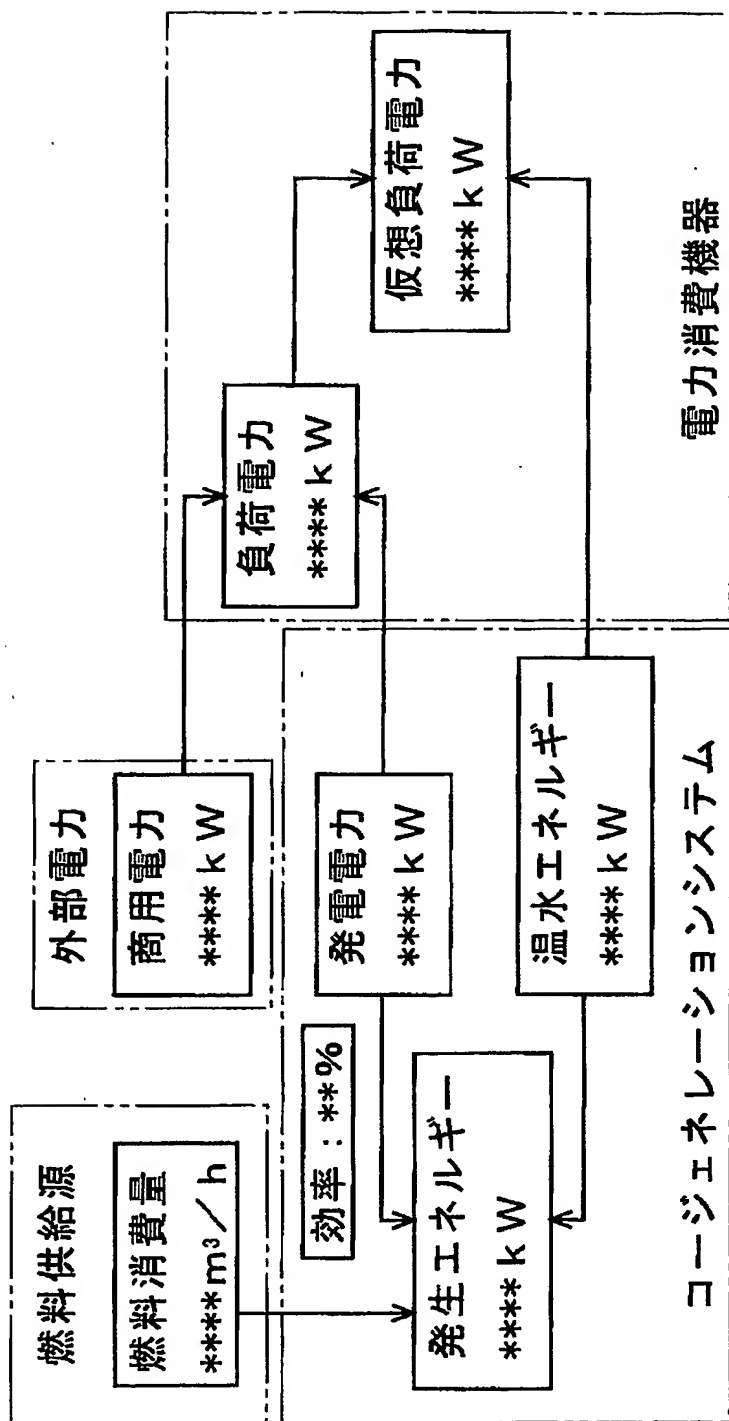 燃料供給源
燃料消費量
****m³／h
外部電力
商用電力
****kW
効率：**%
発生エネルギー
****kW
発電電力
****kW
温水エネルギー
****kW
コージェネレーションシステム
負荷電力
****kW
仮想負荷電力
****kW
電力消費機器